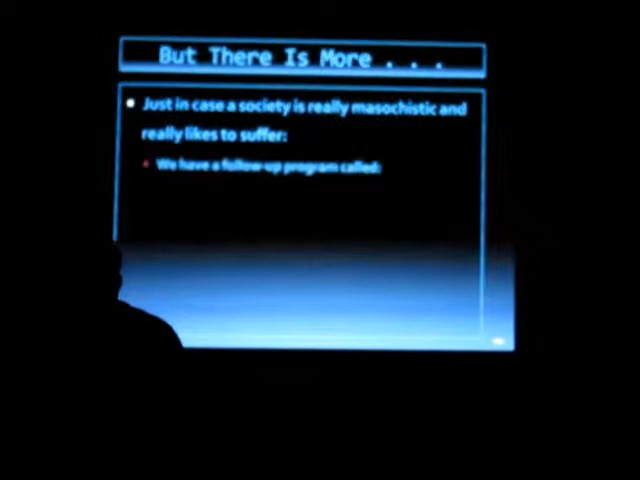 But There Is More . . .
Just in case a society is really masochistic and
really likes to suffer:
We have a follow-up program called: